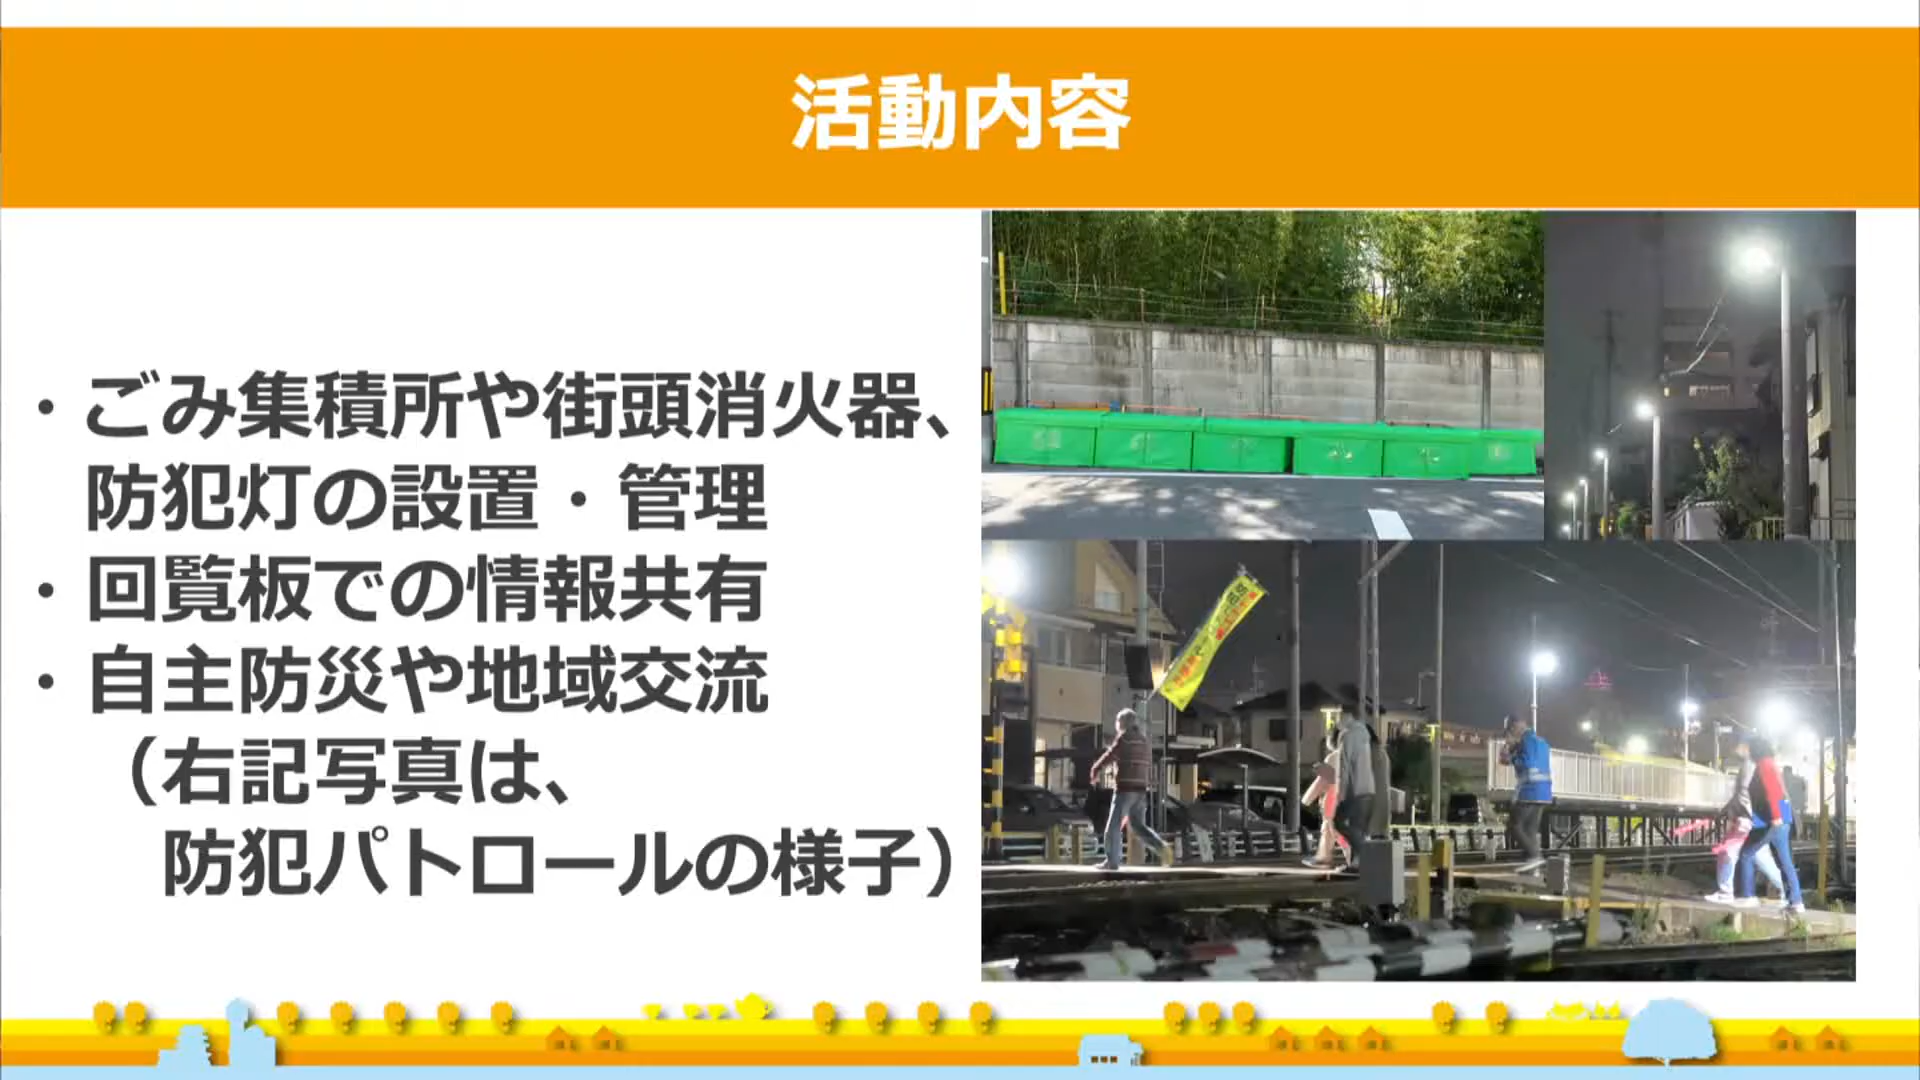 活動内容
・ごみ集積所や街頭消火器、
防犯灯の設置・管理
・回覧板での情報共有
・自主防災や地域交流
（右記写真は、
防犯パトロールの様子）